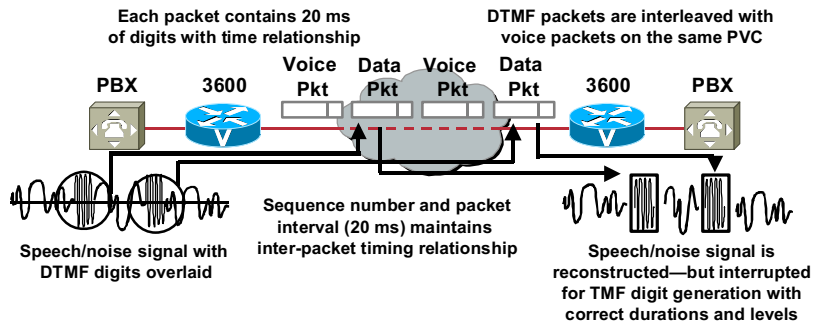 Each packet contains 20 ms
of digits with time relationship
DTMF packets are interleaved with
voice packets on the same PVC
PBX
3600
Voice
Pkt
Data
Pkt
Voice
Pkt
Data
Pkt
3600
PBX
V
V
Speech/noise signal with
DTMF digits overlaid
Sequence number and packet
interval (20 ms) maintains
inter-packet timing relationship
Speech/noise signal is
reconstructed—but interrupted
for TMF digit generation with
correct durations and levels